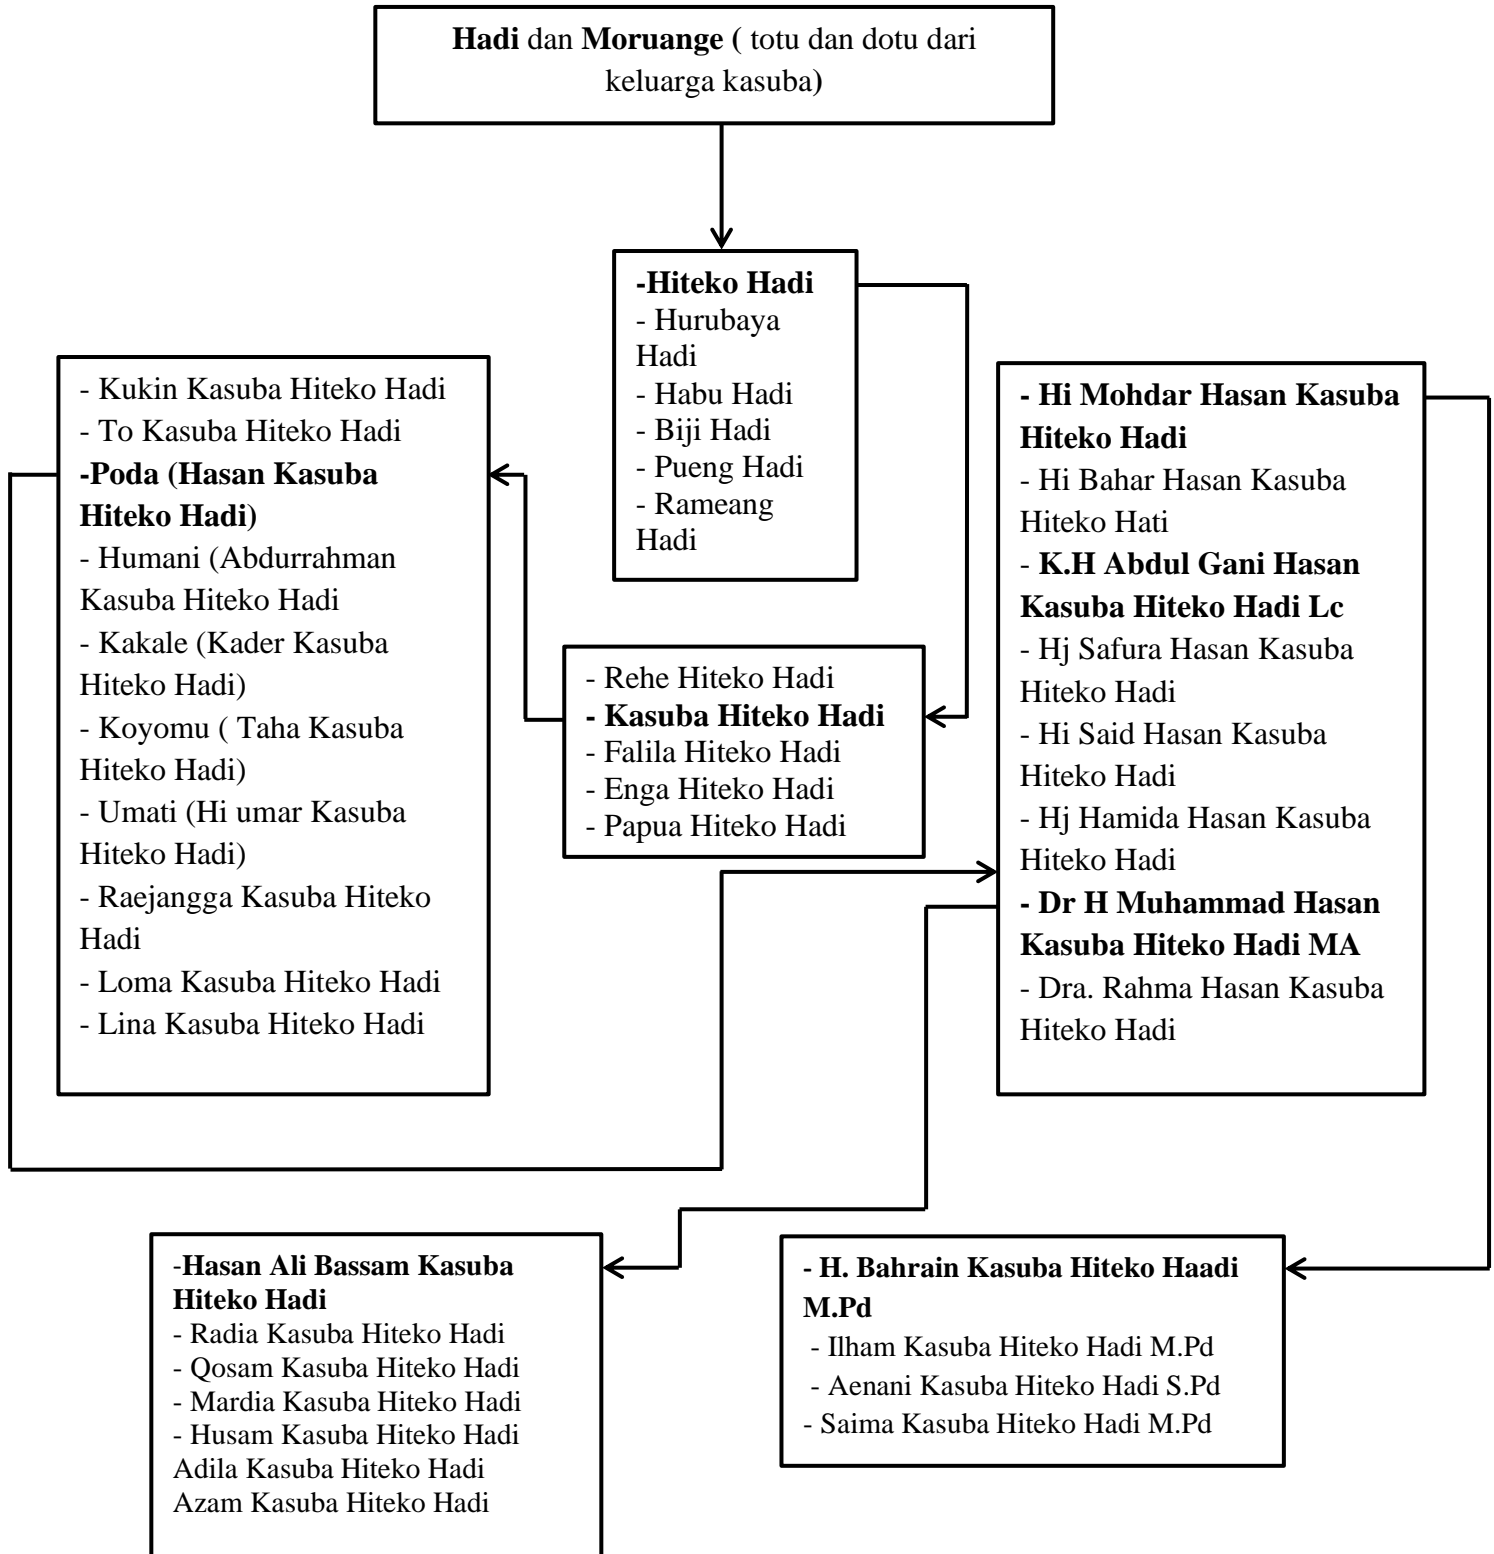 Hadi dan Moruange ( totu dan dotu dari
keluarga kasuba)
-Hiteko Hadi
- Hurubaya
Hadi
- Habu Hadi
- Biji Hadi
- Pueng Hadi
- Rameang
Hadi
- Kukin Kasuba Hiteko Hadi
- To Kasuba Hiteko Hadi
-Poda (Hasan Kasuba
Hiteko Hadi)
- Humani (Abdurrahman
Kasuba Hiteko Hadi
- Kakale (Kader Kasuba
Hiteko Hadi)
- Koyomu ( Taha Kasuba
Hiteko Hadi)
- Umati (Hi umar Kasuba
Hiteko Hadi)
- Raejangga Kasuba Hiteko
Hadi
- Loma Kasuba Hiteko Hadi
- Lina Kasuba Hiteko Hadi
- Rehe Hiteko Hadi
- Kasuba Hiteko Hadi
- Falila Hiteko Hadi
- Enga Hiteko Hadi
- Papua Hiteko Hadi
- Hi Mohdar Hasan Kasuba
Hiteko Hadi
- Hi Bahar Hasan Kasuba
Hiteko Hati
- K.H Abdul Gani Hasan
Kasuba Hiteko Hadi Lc
- Hj Safura Hasan Kasuba
Hiteko Hadi
- Hi Said Hasan Kasuba
Hiteko Hadi
- Hj Hamida Hasan Kasuba
Hiteko Hadi
- Dr H Muhammad Hasan
Kasuba Hiteko Hadi MA
- Dra. Rahma Hasan Kasuba
Hiteko Hadi
-Hasan Ali Bassam Kasuba
Hiteko Hadi
- Radia Kasuba Hiteko Hadi
- Qosam Kasuba Hiteko Hadi
- Mardia Kasuba Hiteko Hadi
- Husam Kasuba Hiteko Hadi
Adila Kasuba Hiteko Hadi
Azam Kasuba Hiteko Hadi
- H. Bahrain Kasuba Hiteko Haadi
M.Pd
- Ilham Kasuba Hiteko Hadi M.Pd
- Aenani Kasuba Hiteko Hadi S.Pd
- Saima Kasuba Hiteko Hadi M.Pd